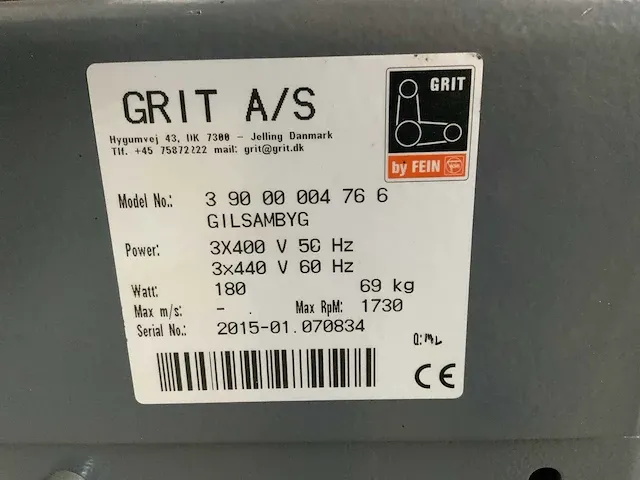 GRIT A/S
GRIT
by FEIN
Hygumvej 43, DK 7300 – Jelling Danmark
Tlf. +45 75872222 mail: grit@grit.dk
Model No.: 3 90 00 004 76 6
GILSAMBYG
Power: 3X400 V 50 Hz
3x440 V 60 Hz
Watt: 180 69 kg
Max m/s: - . Max RpM: 1730
Serial No.: 2015-01.070834
Q:ML
CE